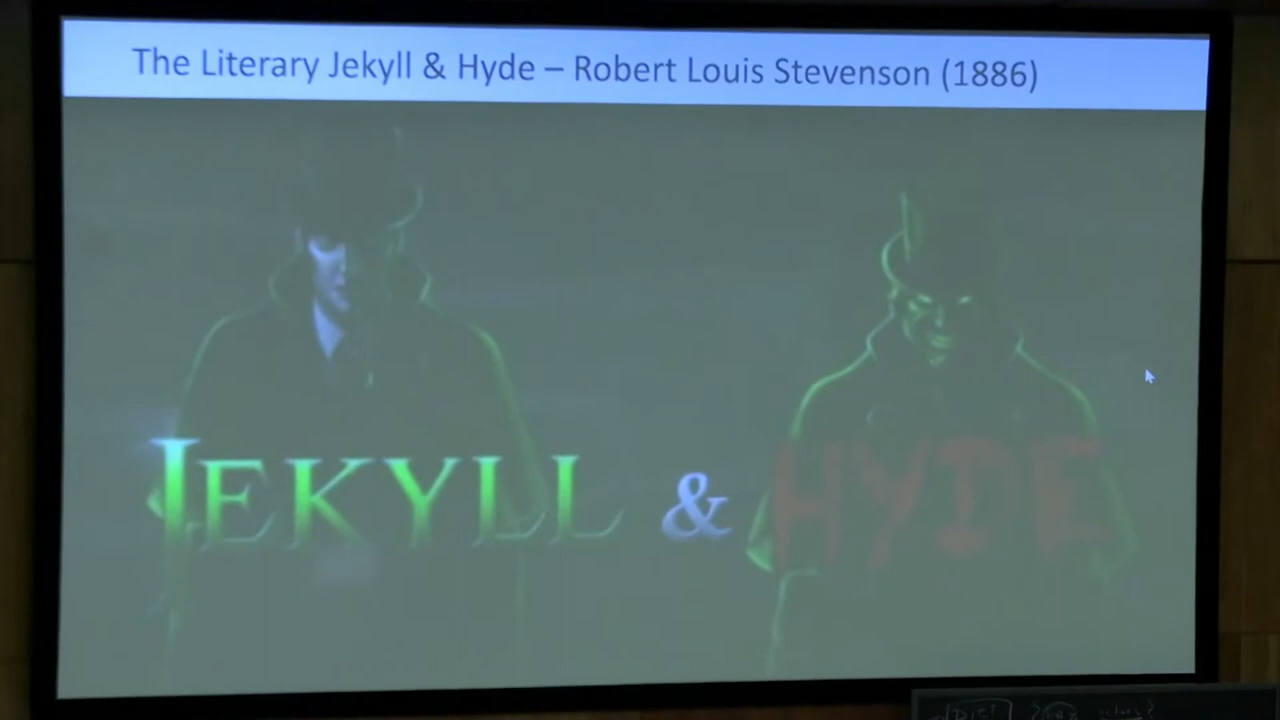 The Literary Jekyll & Hyde – Robert Louis Stevenson (1886)
JEKYLL & HYDE